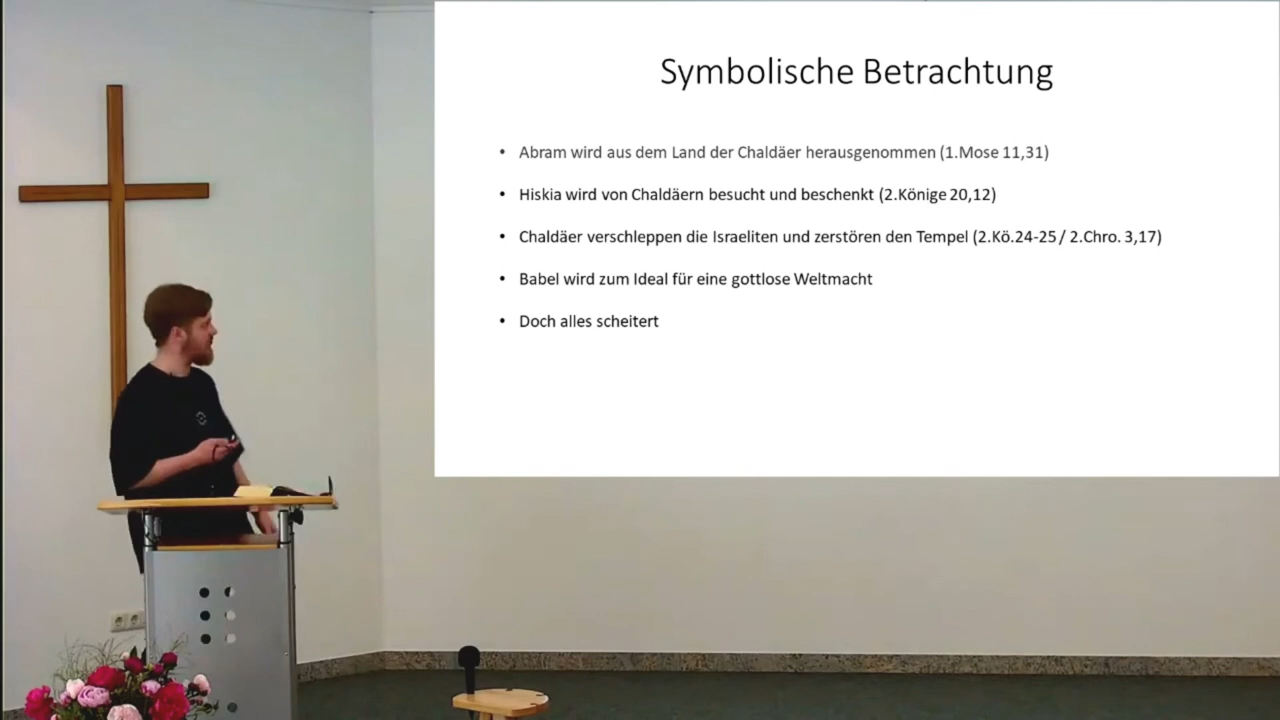 Symbolische Betrachtung
• Abram wird aus dem Land der Chaldäer herausgenommen (1.Mose 11,31)
• Hiskia wird von Chaldäern besucht und beschenkt (2.Könige 20,12)
• Chaldäer verschleppen die Israeliten und zerstören den Tempel (2.Kö.24-25 / 2.Chro. 3,17)
• Babel wird zum Ideal für eine gottlose Weltmacht
• Doch alles scheitert